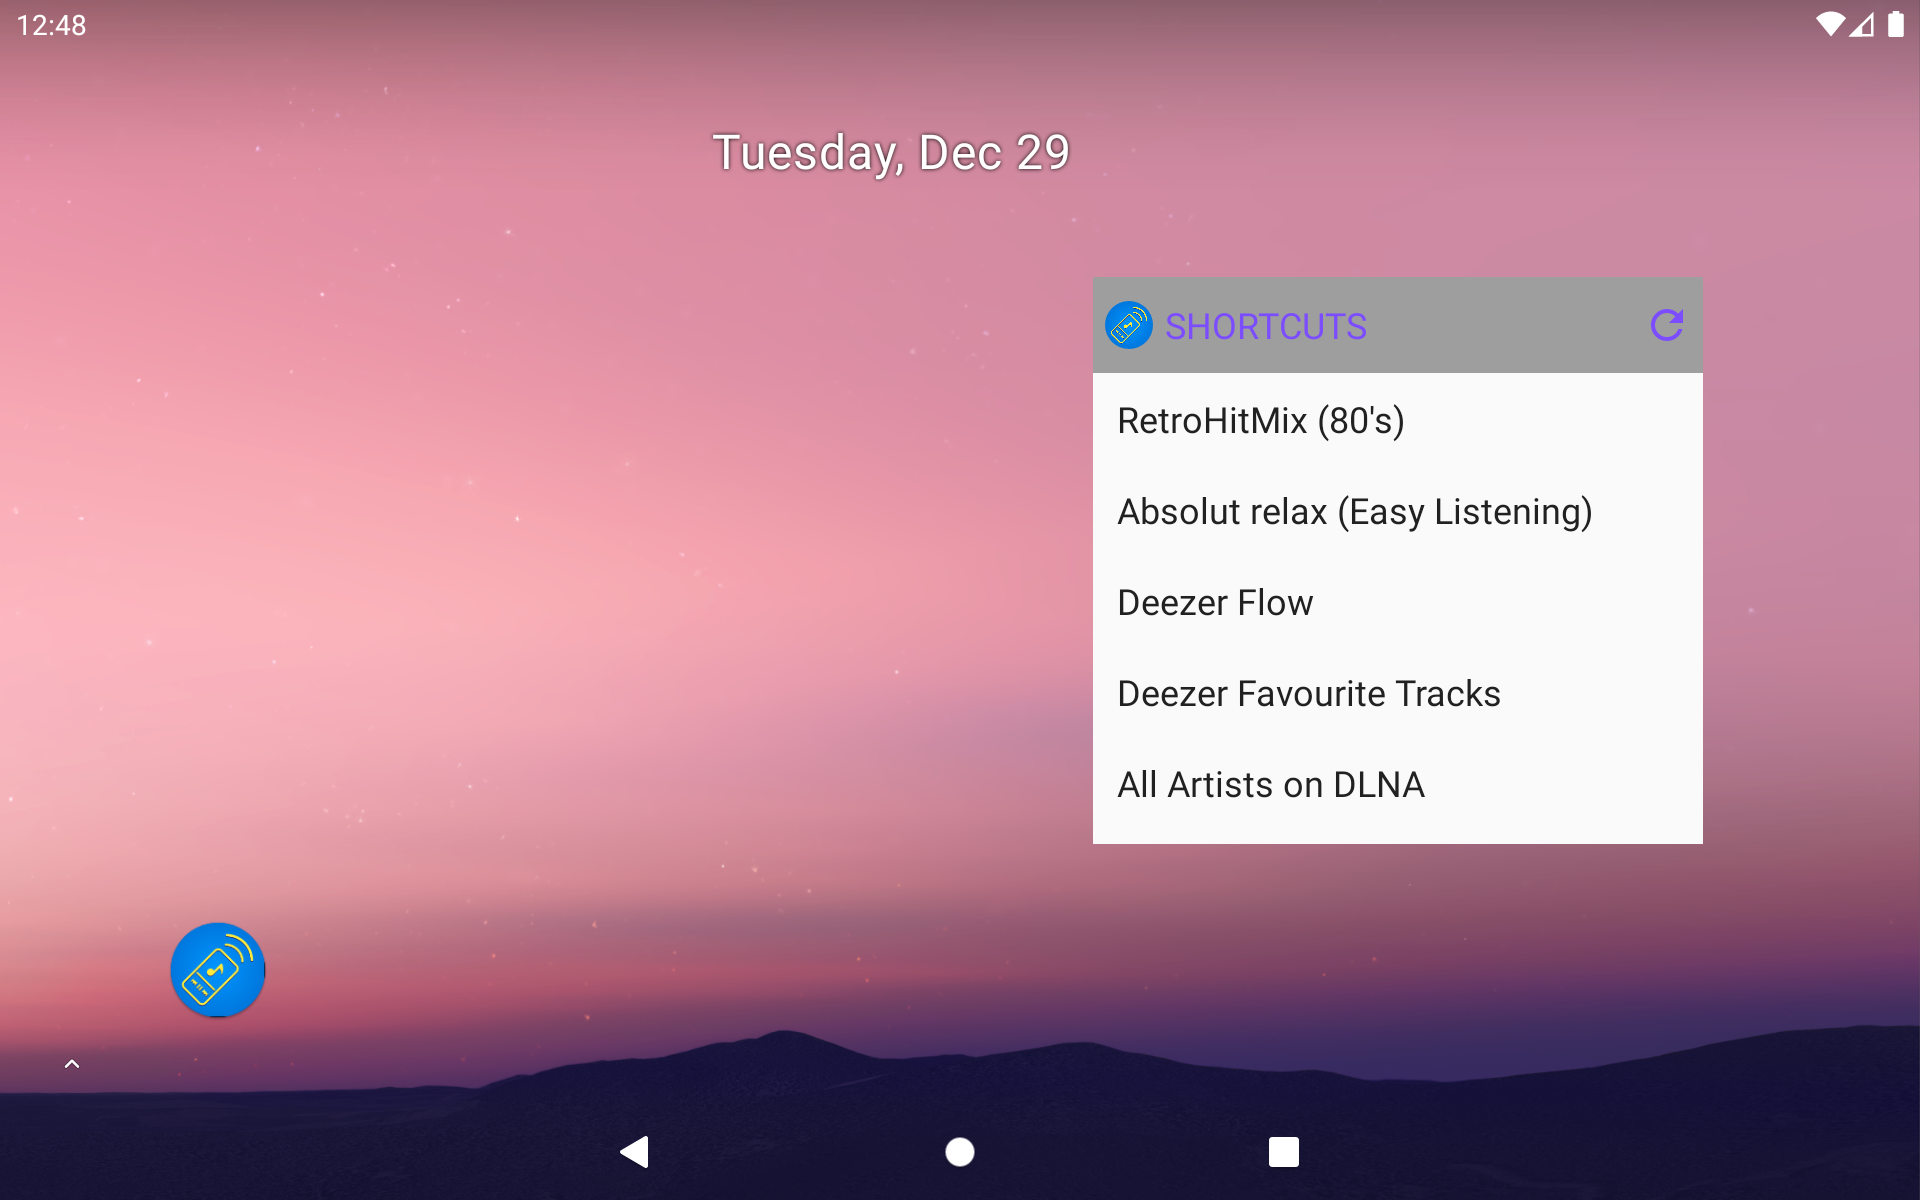 12:48
Tuesday, Dec 29
SHORTCUTS
RetroHitMix (80's)
Absolut relax (Easy Listening)
Deezer Flow
Deezer Favourite Tracks
All Artists on DLNA